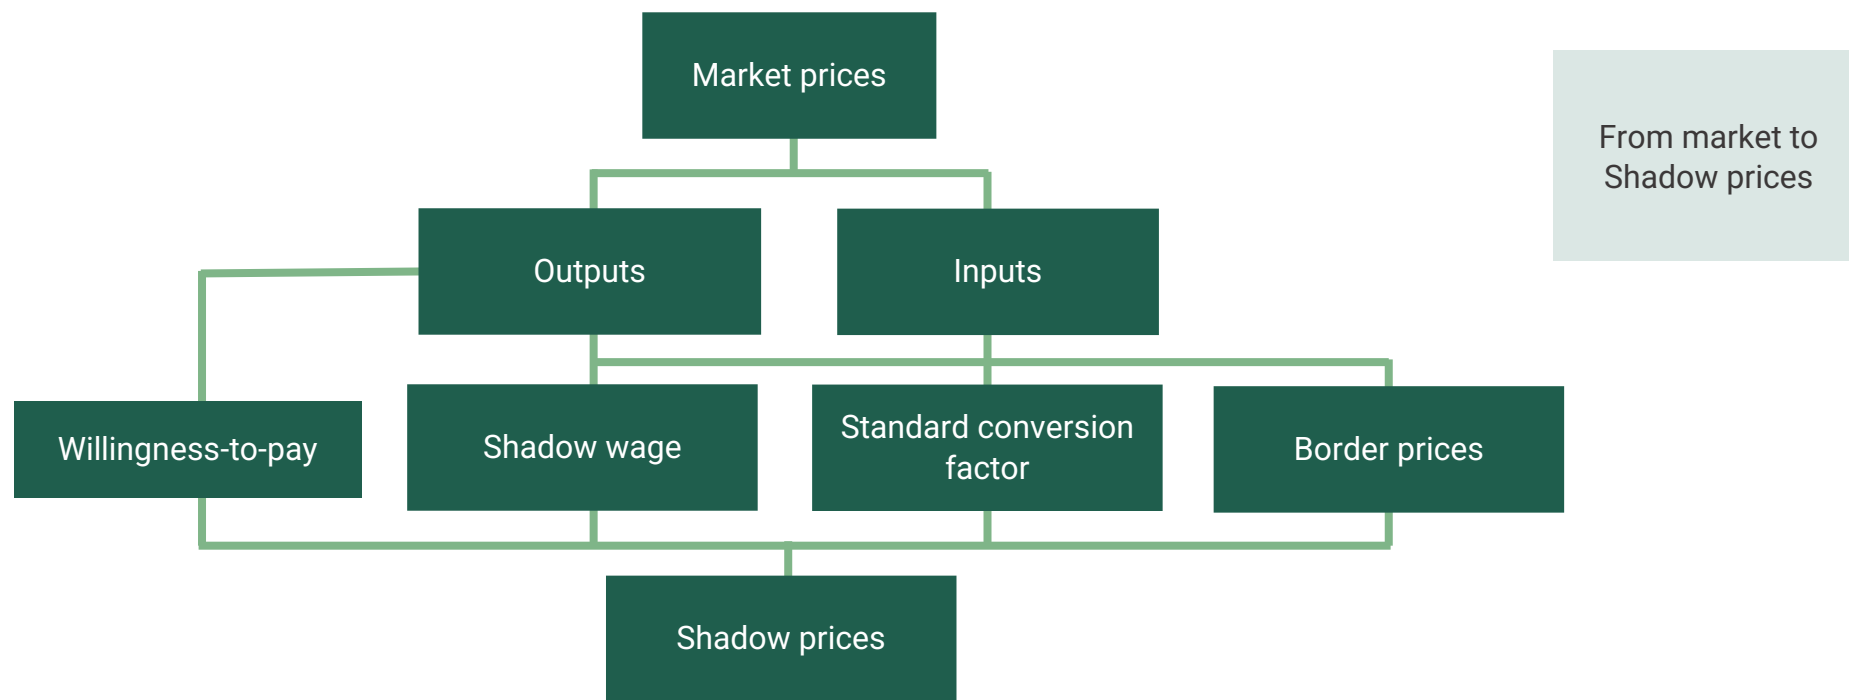 Market prices
From market to
Shadow prices
Outputs
Inputs
Willingness-to-pay
Shadow wage
Standard conversion
factor
Border prices
Shadow prices